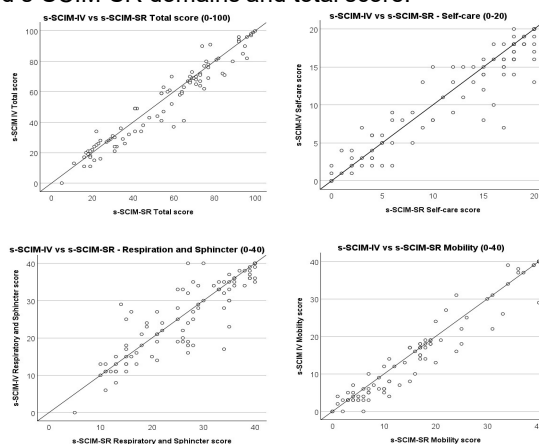 d s-SCIM-SR domains and total score.
s-SCIM-IV vs s-SCIM-SR Total score (0-100)
s-SCIM IV Total score
100
80
60
40
20
0
0 20 40 60 80 100
s-SCIM-SR Total score
s-SCIM-IV vs s-SCIM-SR - Self-care (0-20)
s-SCIM-IV Self-care score
20
15
10
5
0
0 5 10 15 20
s-SCIM-SR Self-care score
s-SCIM-IV vs s-SCIM-SR - Respiration and Sphincter (0-40)
s-SCIM-IV Respiratory and Sphincter score
40
30
20
10
0
0 10 20 30 40
s-SCIM-SR Respiratory and Sphincter score
s-SCIM-IV vs s-SCIM-SR Mobility (0-40)
s-SCIM IV Mobility score
40
30
20
10
0
0 10 20 30 40
s-SCIM-SR Mobility score